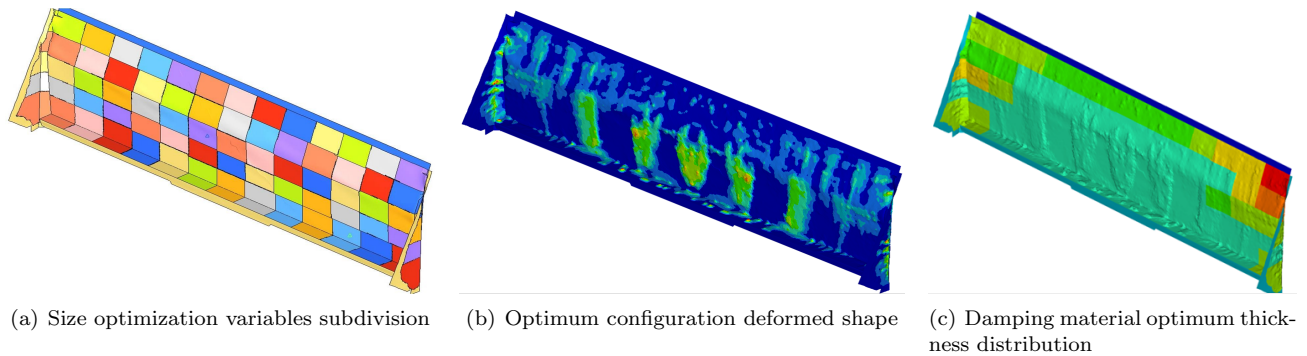 (a) Size optimization variables subdivision
(b) Optimum configuration deformed shape
(c) Damping material optimum thick-
ness distribution